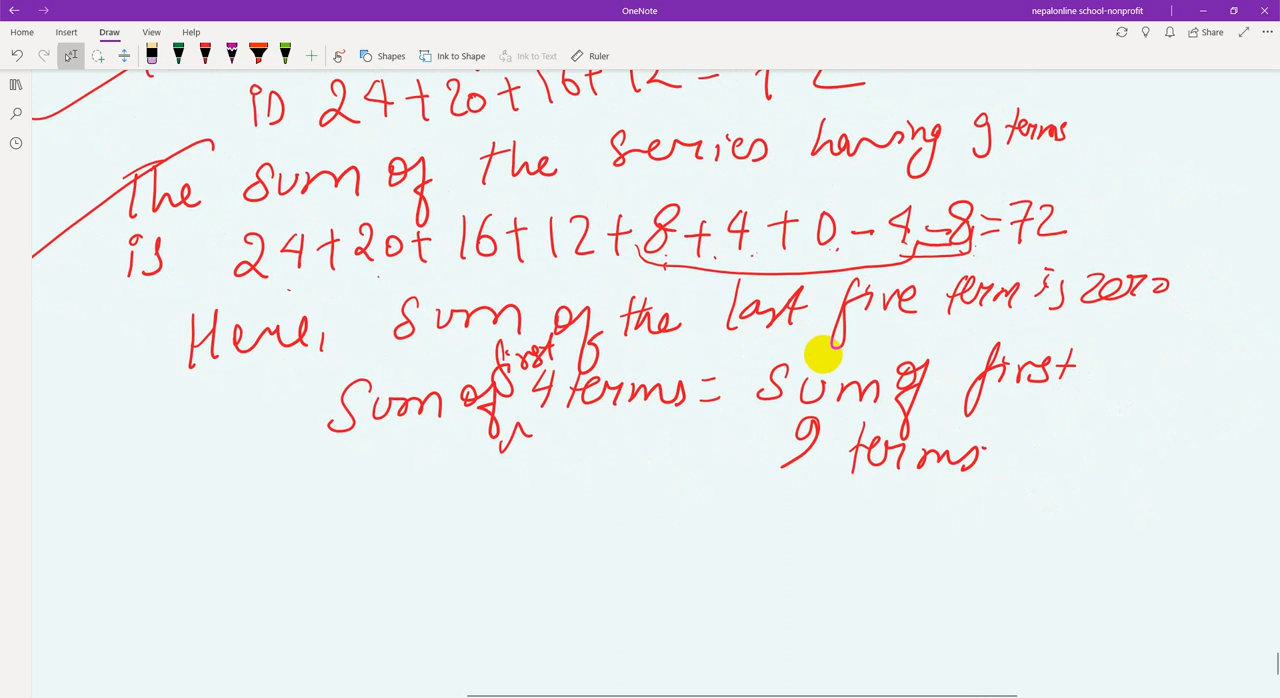 OneNote
nepalonline school-nonprofit
Home Insert Draw View Help
Share
Shapes Ink to Shape Ink to Text Ruler
is 24+20+16+12=72
The sum of the series having 9 terms
is 24+20+16+12+8+4+0-4-8=72
Here, sum of the last five term is zero
first
Sum of 4 terms = sum of first
9 terms.